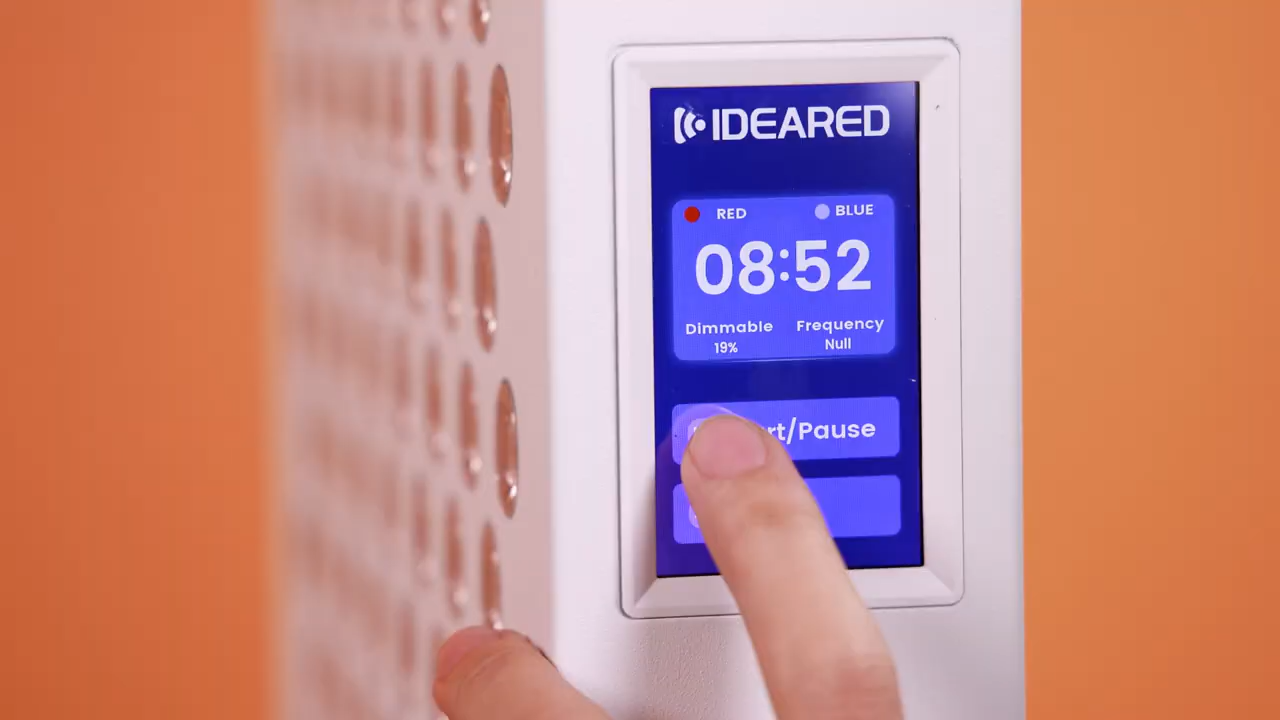 IDEARED
RED BLUE
08:52
Dimmable Frequency
19% Null
rt/Pause